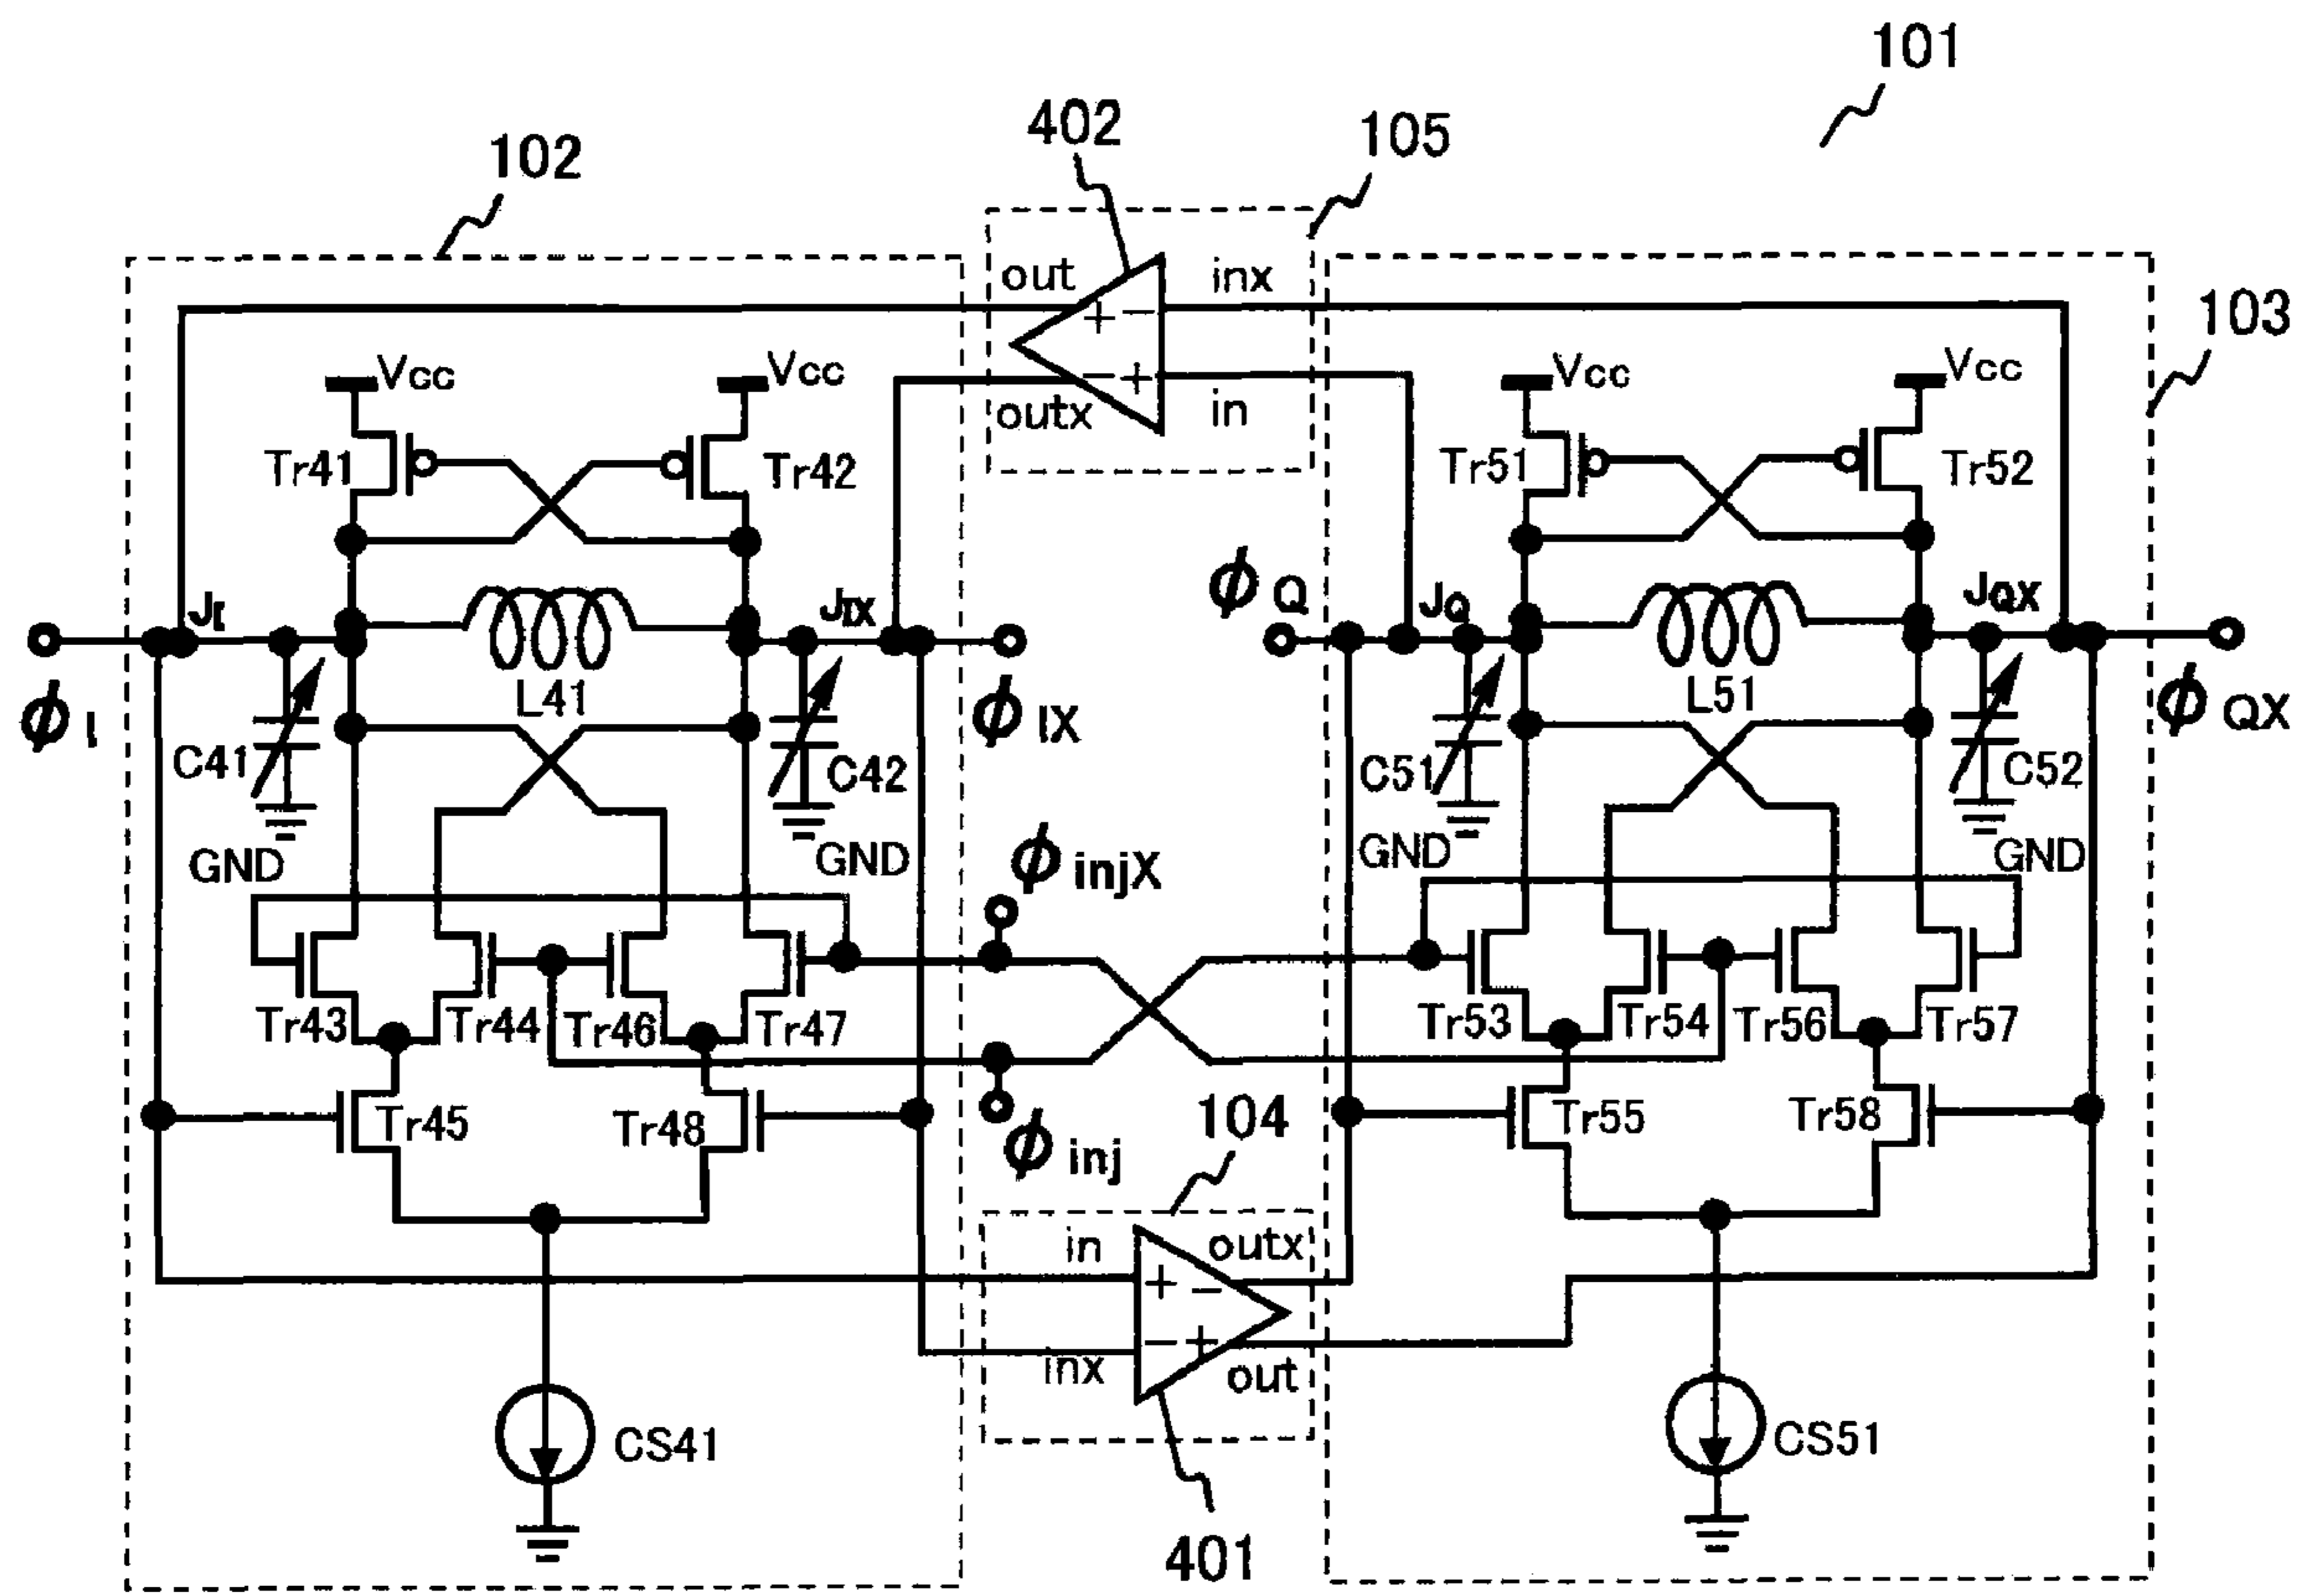 101
402
105
102
103
out
inx
+ −
− +
outx
in
Vcc
Vcc
Vcc
Vcc
Tr41
Tr42
Tr51
Tr52
JI
JIX
JQ
JQX
ϕ I
ϕ IX
ϕ Q
ϕ QX
L41
L51
C41
C42
C51
C52
GND
GND
GND
GND
ϕ injX
Tr43
Tr44
Tr46
Tr47
Tr53
Tr54
Tr56
Tr57
ϕ inj
Tr45
Tr48
104
Tr55
Tr58
in
outx
+ −
− +
inx
out
CS41
CS51
401